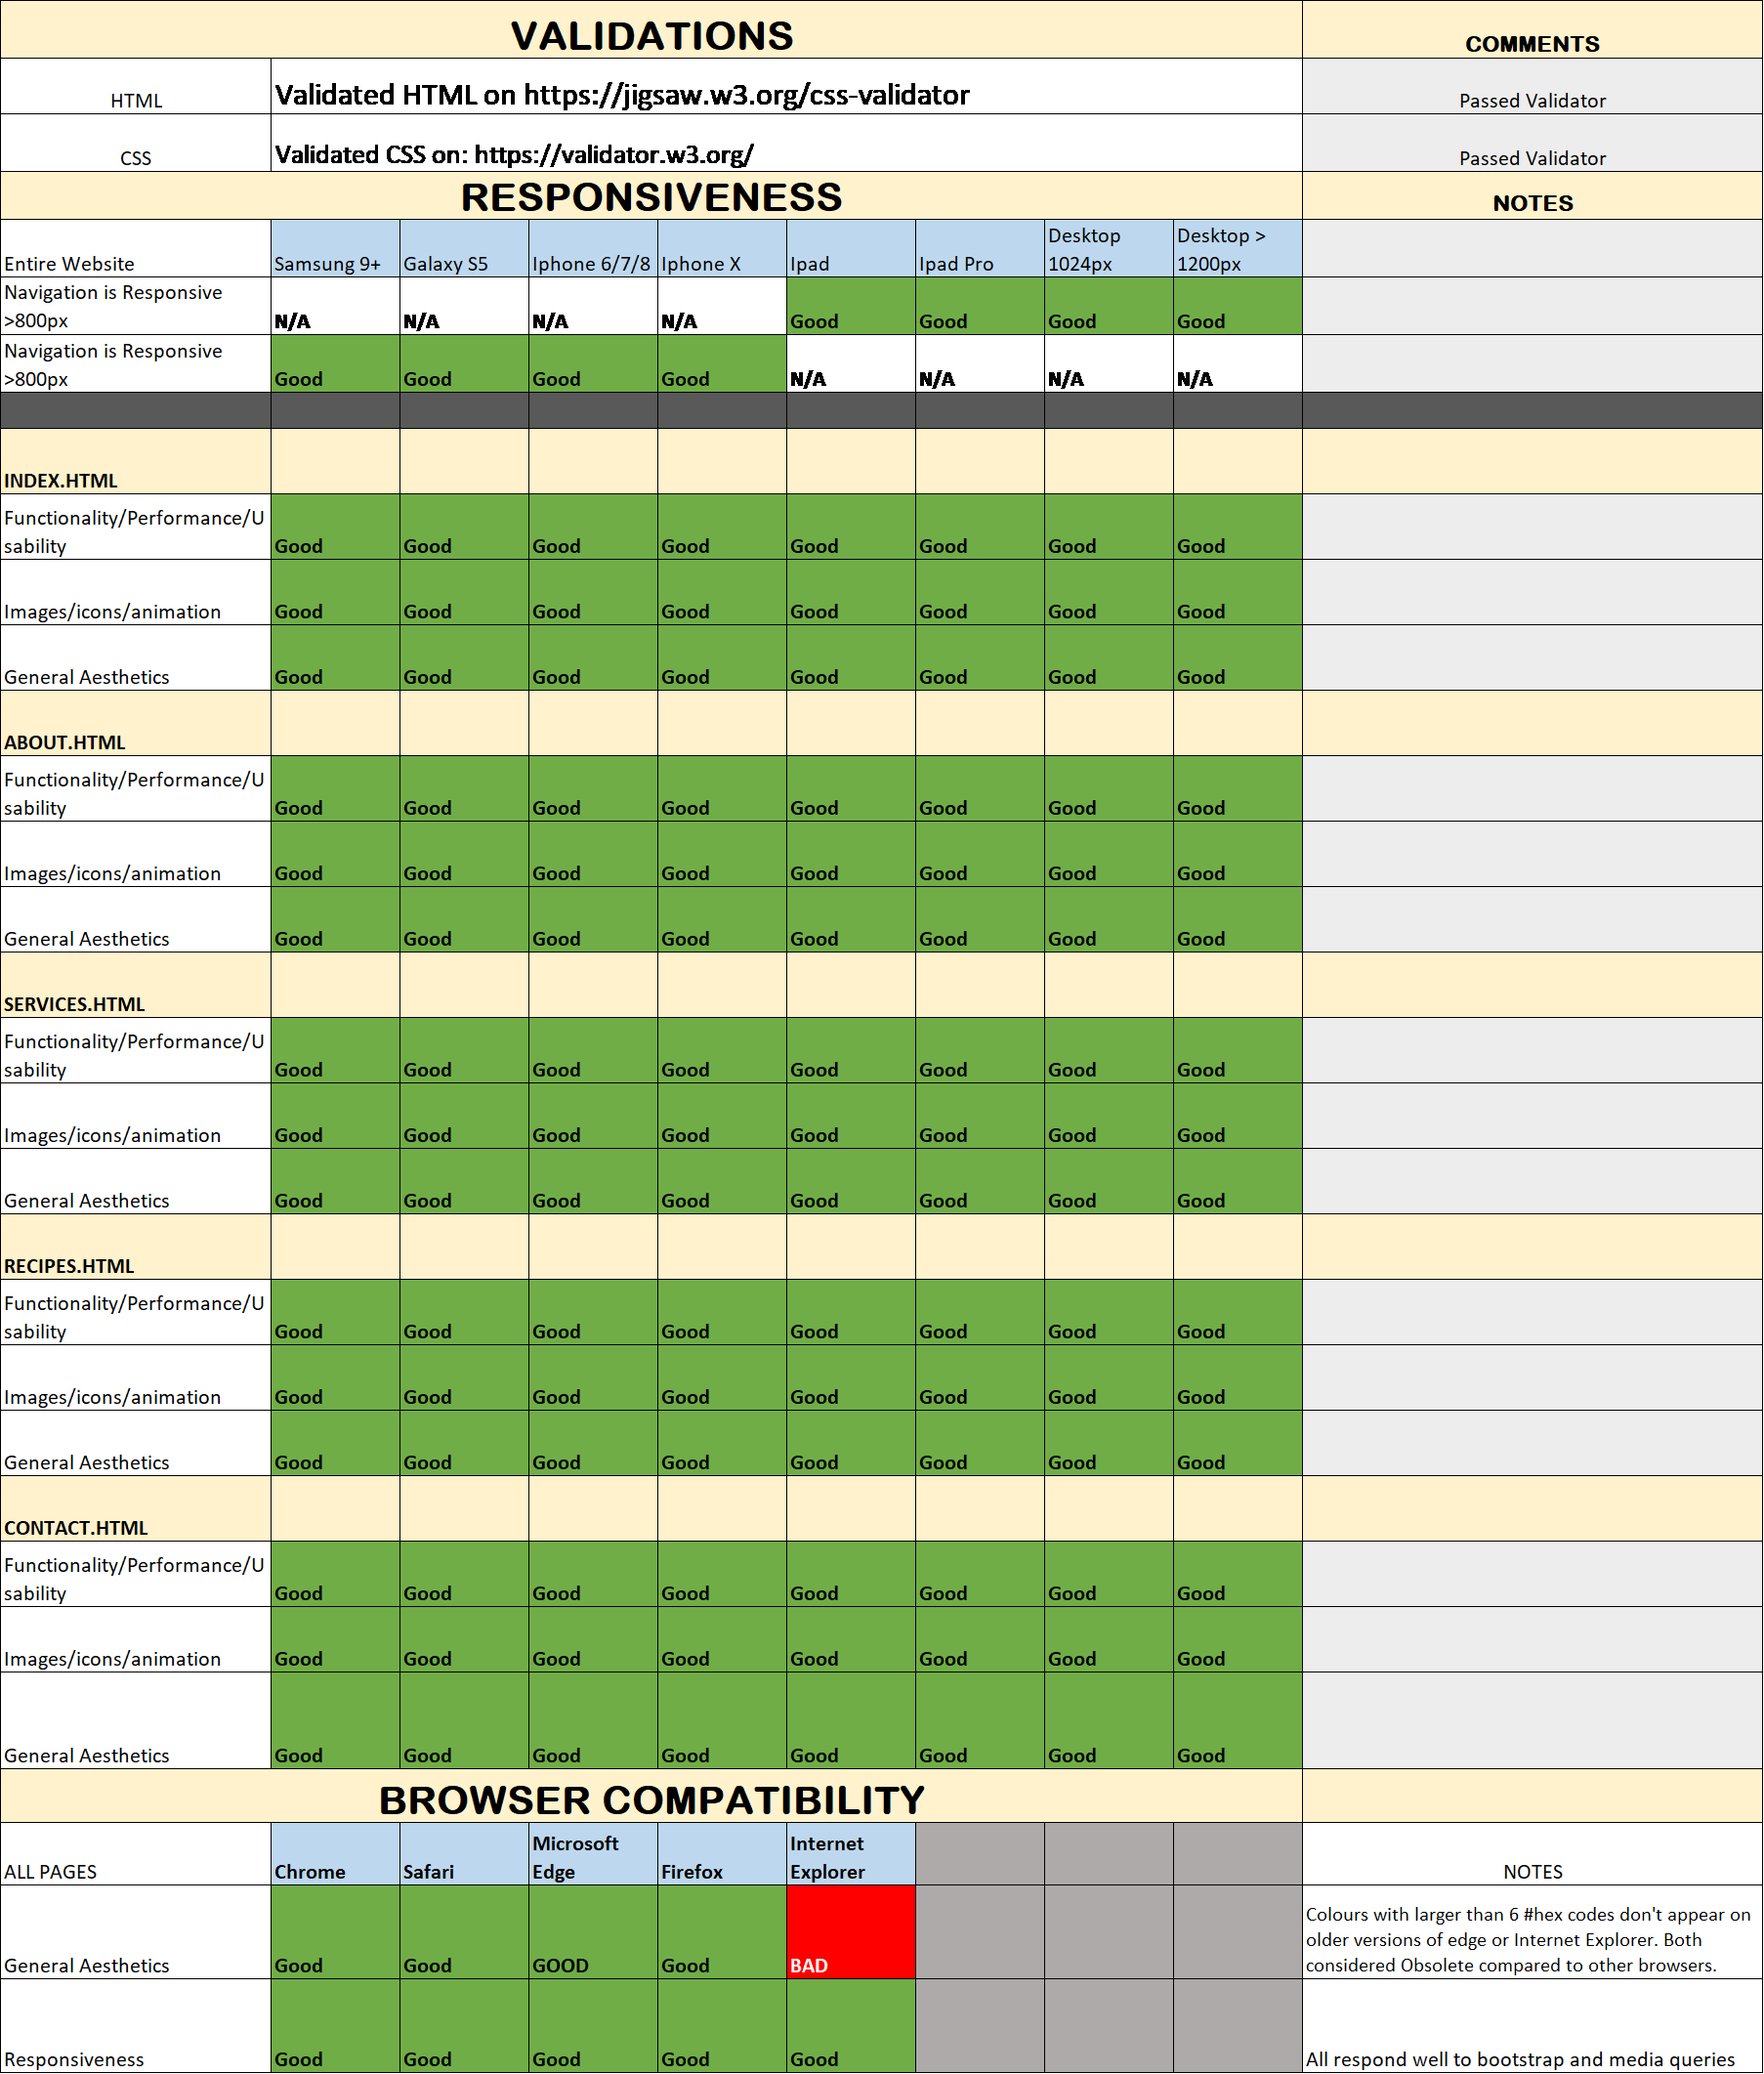 VALIDATIONS COMMENTS
HTML Validated HTML on https://jigsaw.w3.org/css-validator Passed Validator
CSS Validated CSS on: https://validator.w3.org/ Passed Validator
RESPONSIVENESS NOTES
Entire Website Samsung 9+ Galaxy S5 Iphone 6/7/8 Iphone X Ipad Ipad Pro Desktop 1024px Desktop > 1200px
Navigation is Responsive
>800px N/A N/A N/A N/A Good Good Good Good
Navigation is Responsive
>800px Good Good Good Good N/A N/A N/A N/A
INDEX.HTML
Functionality/Performance/U
sability Good Good Good Good Good Good Good Good
Images/icons/animation Good Good Good Good Good Good Good Good
General Aesthetics Good Good Good Good Good Good Good Good
ABOUT.HTML
Functionality/Performance/U
sability Good Good Good Good Good Good Good Good
Images/icons/animation Good Good Good Good Good Good Good Good
General Aesthetics Good Good Good Good Good Good Good Good
SERVICES.HTML
Functionality/Performance/U
sability Good Good Good Good Good Good Good Good
Images/icons/animation Good Good Good Good Good Good Good Good
General Aesthetics Good Good Good Good Good Good Good Good
RECIPES.HTML
Functionality/Performance/U
sability Good Good Good Good Good Good Good Good
Images/icons/animation Good Good Good Good Good Good Good Good
General Aesthetics Good Good Good Good Good Good Good Good
CONTACT.HTML
Functionality/Performance/U
sability Good Good Good Good Good Good Good Good
Images/icons/animation Good Good Good Good Good Good Good Good
General Aesthetics Good Good Good Good Good Good Good Good
BROWSER COMPATIBILITY
ALL PAGES Chrome Safari Microsoft Edge Firefox Internet Explorer NOTES
General Aesthetics Good Good GOOD Good BAD
Colours with larger than 6 #hex codes don't appear on
older versions of edge or Internet Explorer. Both
considered Obsolete compared to other browsers.
Responsiveness Good Good Good Good Good All respond well to bootstrap and media queries